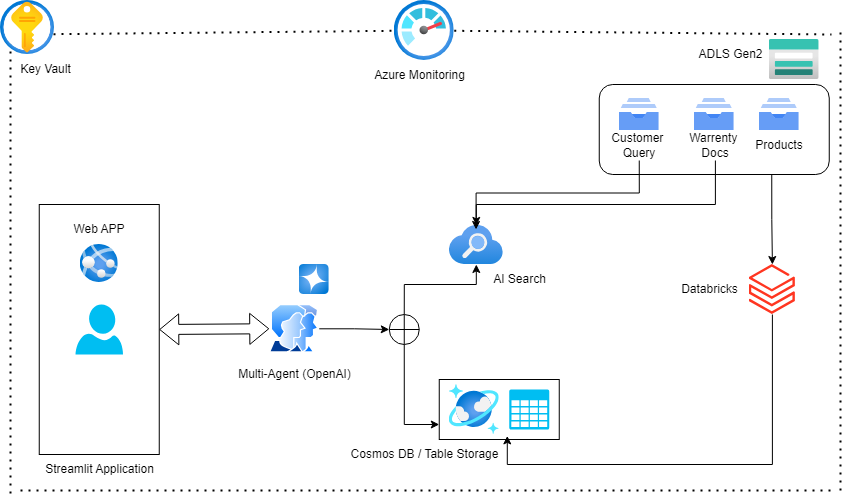 Key Vault
Azure Monitoring
ADLS Gen2
Customer
Query
Warrenty
Docs
Products
Web APP
AI Search
Databricks
Multi-Agent (OpenAI)
Cosmos DB / Table Storage
Streamlit Application